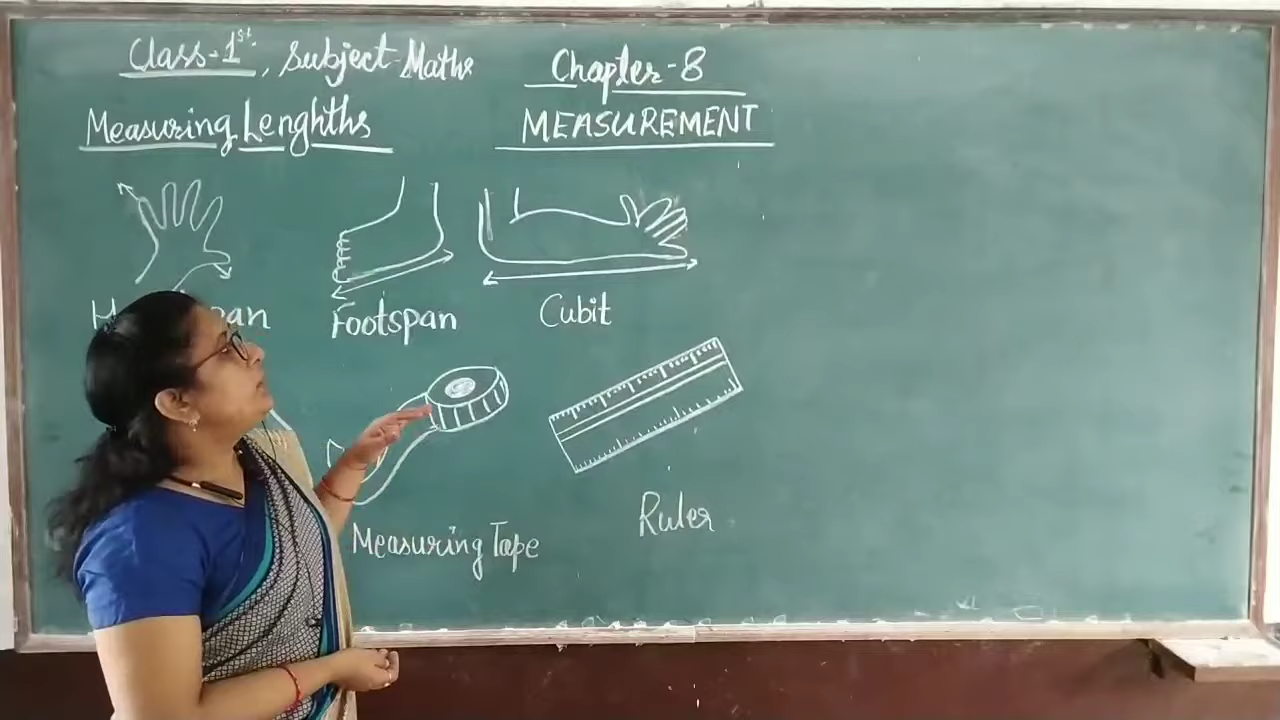 Class-1st, Subject-Maths
Chapter-8
Measuring Lenghths
MEASUREMENT
Footspan
Cubit
Measuring Tape
Ruler